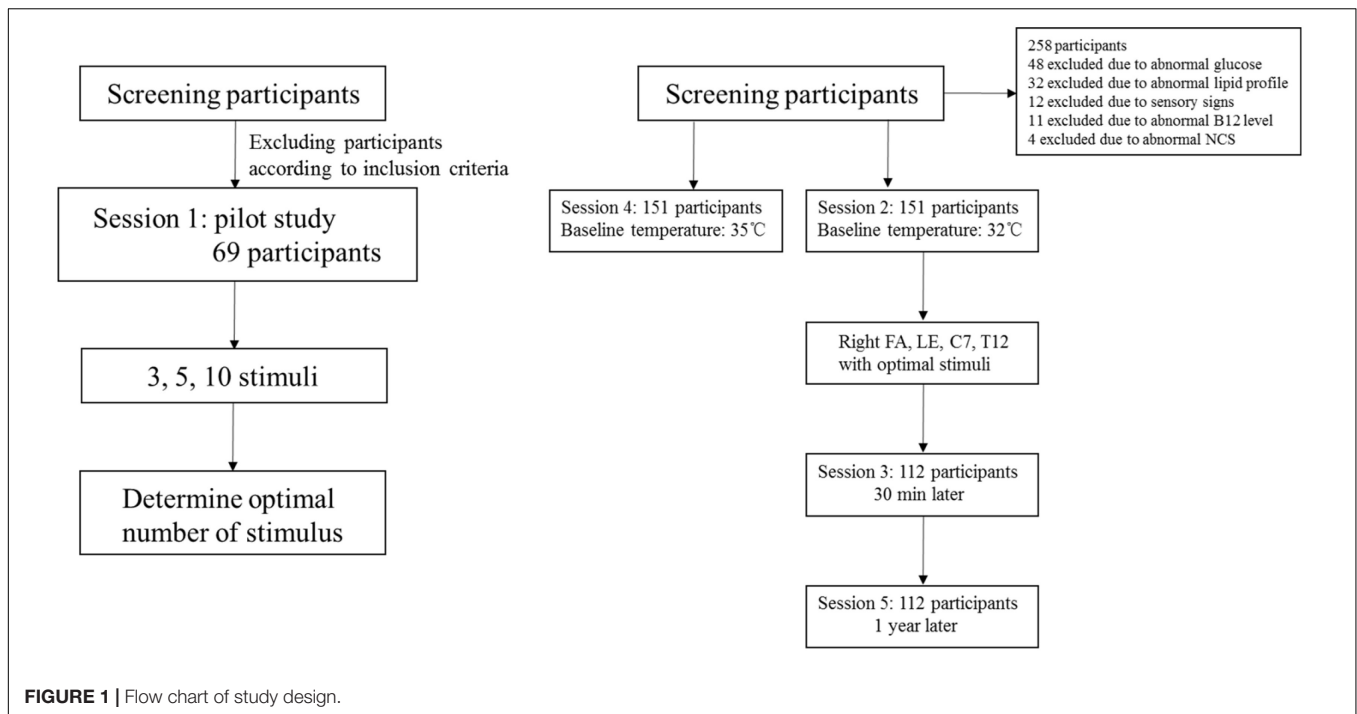 Screening participants
Excluding participants
according to inclusion criteria
Session 1: pilot study
69 participants
3, 5, 10 stimuli
Determine optimal
number of stimulus
Screening participants
258 participants
48 excluded due to abnormal glucose
32 excluded due to abnormal lipid profile
12 excluded due to sensory signs
11 excluded due to abnormal B12 level
4 excluded due to abnormal NCS
Session 4: 151 participants
Baseline temperature: 35℃
Session 2: 151 participants
Baseline temperature: 32℃
Right FA, LE, C7, T12
with optimal stimuli
Session 3: 112 participants
30 min later
Session 5: 112 participants
1 year later
FIGURE 1 | Flow chart of study design.